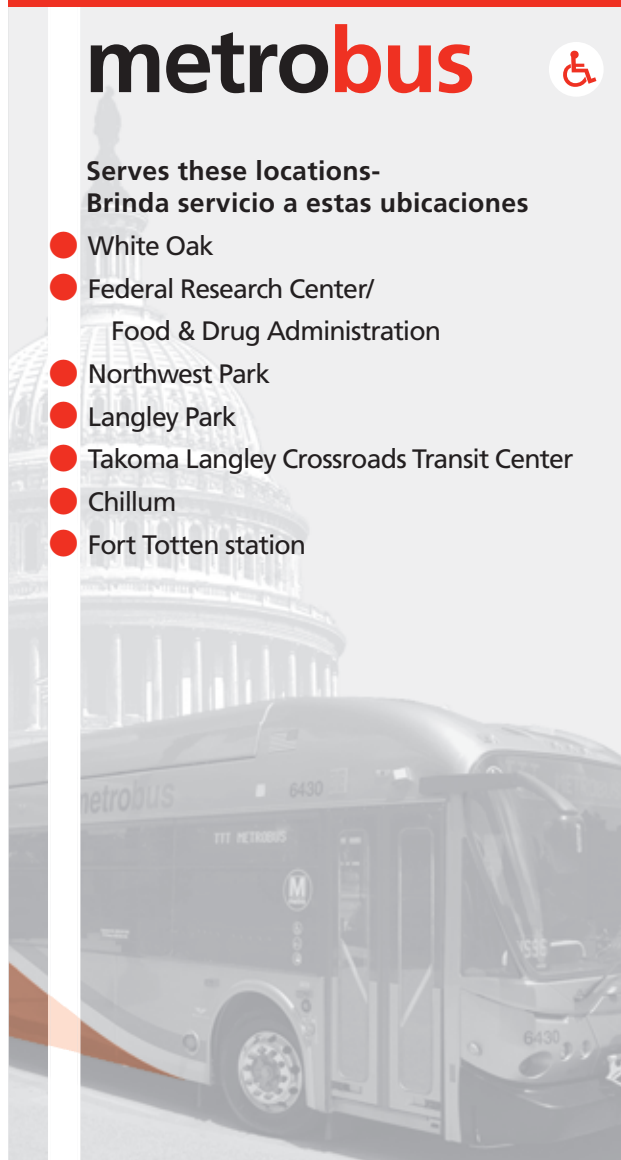 metrobus
Serves these locations-
Brinda servicio a estas ubicaciones
White Oak
Federal Research Center/
Food & Drug Administration
Northwest Park
Langley Park
Takoma Langley Crossroads Transit Center
Chillum
Fort Totten station
metrobus
6430
TTT METROBUS
M
6430